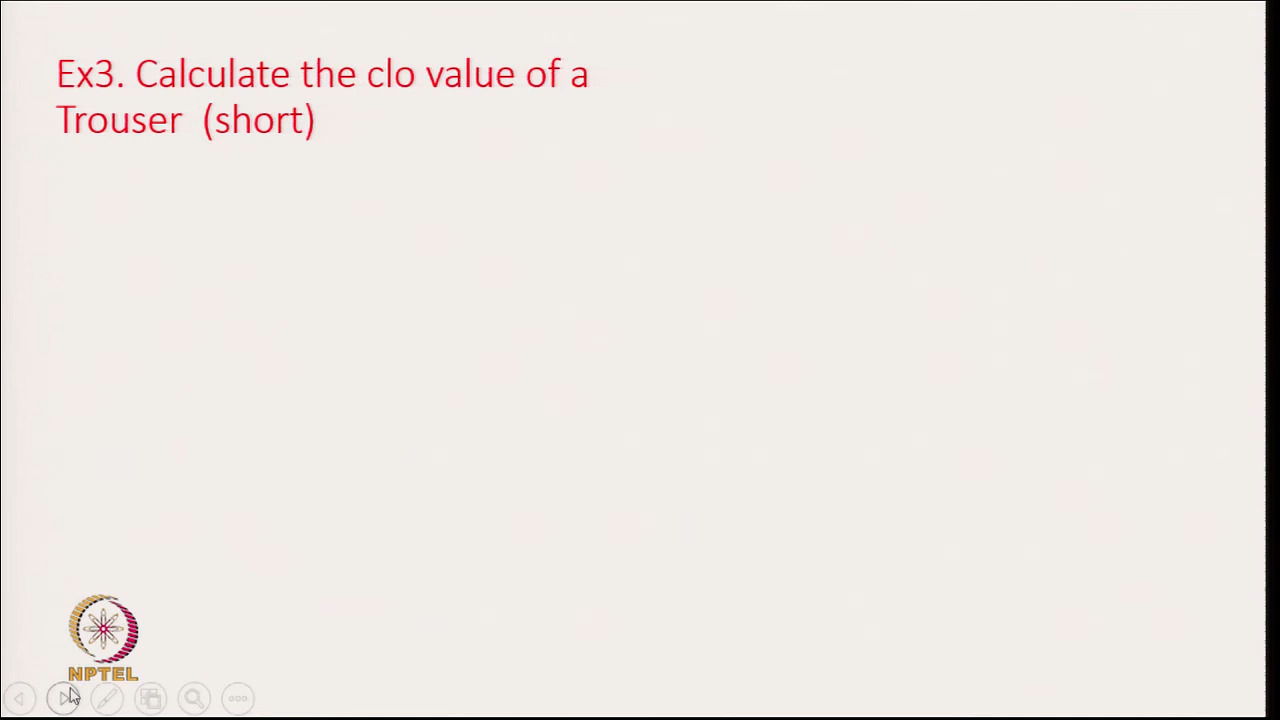 Ex3. Calculate the clo value of a
Trouser (short)
NPTEL